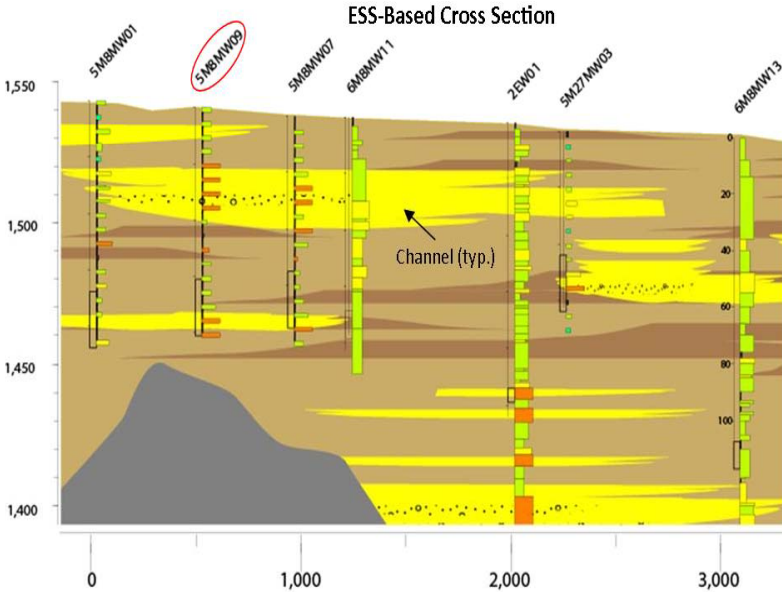 ESS-Based Cross Section
5M8MW01
5M8MW09
5M8MW07
6M8MW11
2EW01
5M27MW03
6M8MW13
1,550
1,500
1,450
1,400
0
20
40
60
80
100
Channel (typ.)
0
1,000
2,000
3,000